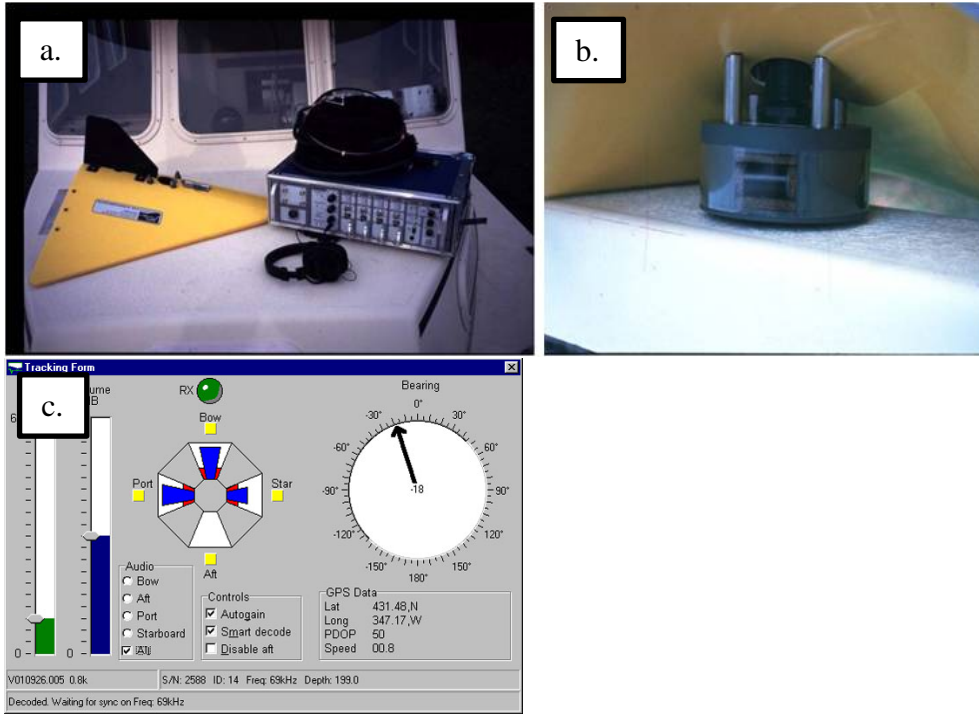 a.
b.
Tracking Form
c.
RX
Bow
Port
Star
Aft
Bearing
0°
-30°
30°
-60°
60°
-90°
90°
-120°
120°
-150°
150°
180°
-18
6
0
0
Audio
Bow
Aft
Port
Starboard
All
Controls
Autogain
Smart decode
Disable aft
GPS Data
Lat 431.48,N
Long 347.17,W
PDOP 50
Speed 00.8
V010926.005 0.8k
S/N: 2588 ID: 14 Freq: 69kHz Depth: 199.0
Decoded. Waiting for sync on Freq: 69kHz